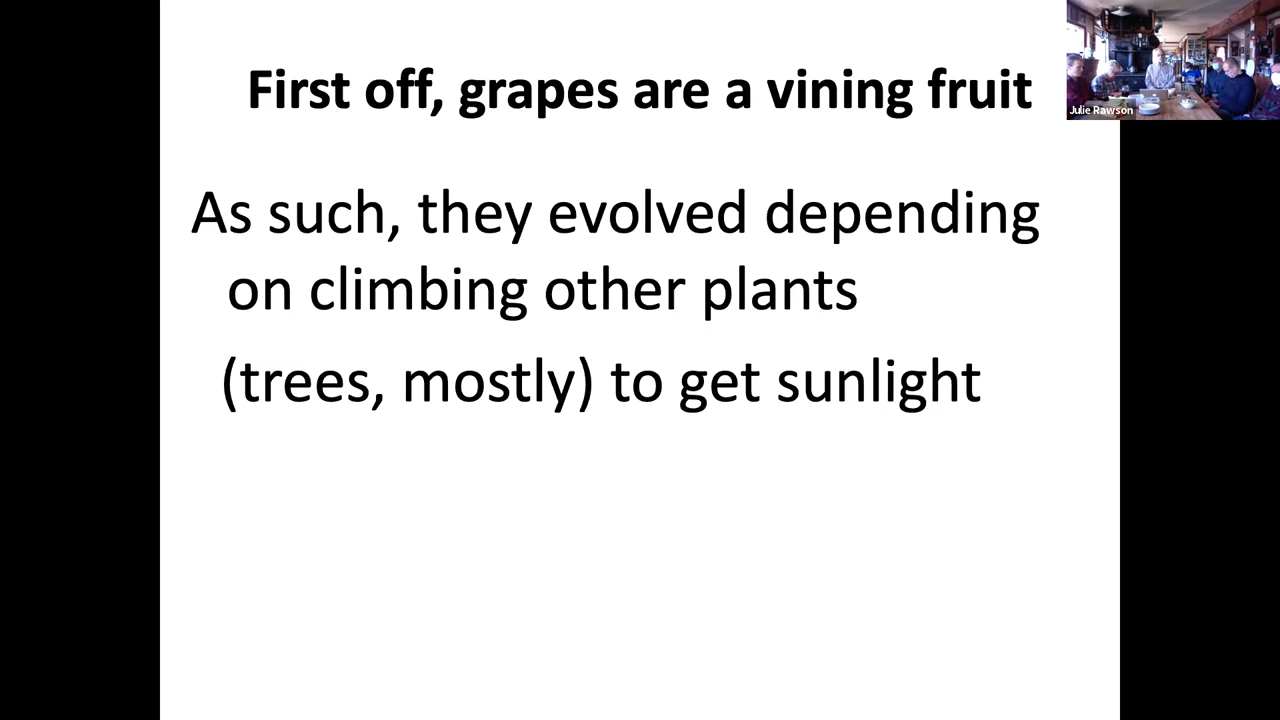 First off, grapes are a vining fruit
Julie Rawson
As such, they evolved depending
on climbing other plants
(trees, mostly) to get sunlight